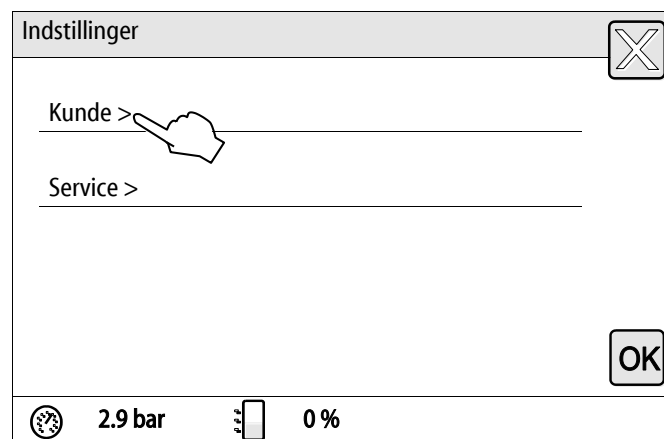 Indstillinger
X
Kunde >
Service >
OK
2.9 bar 0 %